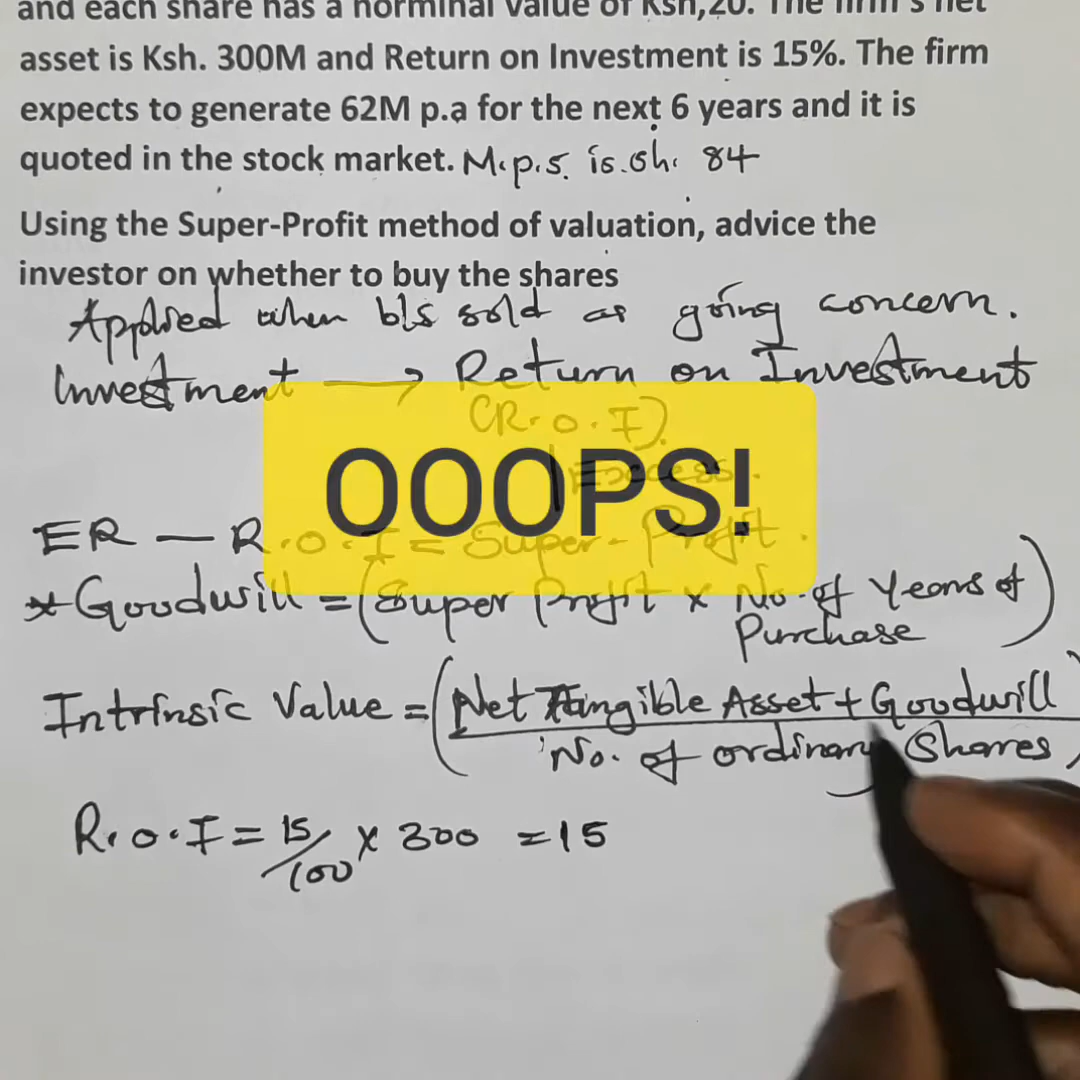 and each share has a norminal value of Ksh,20. The firm's net
asset is Ksh. 300M and Return on Investment is 15%. The firm
expects to generate 62M p.a for the next 6 years and it is
quoted in the stock market. M.p.s. is.sh. 84
Using the Super-Profit method of valuation, advice the
investor on whether to buy the shares
Applied when b/s sold as going concern.
Investment → Return on Investment
(R.O.I)
Excess.
OOOPS!
ER — R.O.I = Super-Profit.
*Goodwill = (Super Profit x No. of Years of
Purchase)
Intrinsic Value = (Net Tangible Asset + Goodwill
No. of ordinary Shares)
R.O.I = 15/100 x 300 = 15